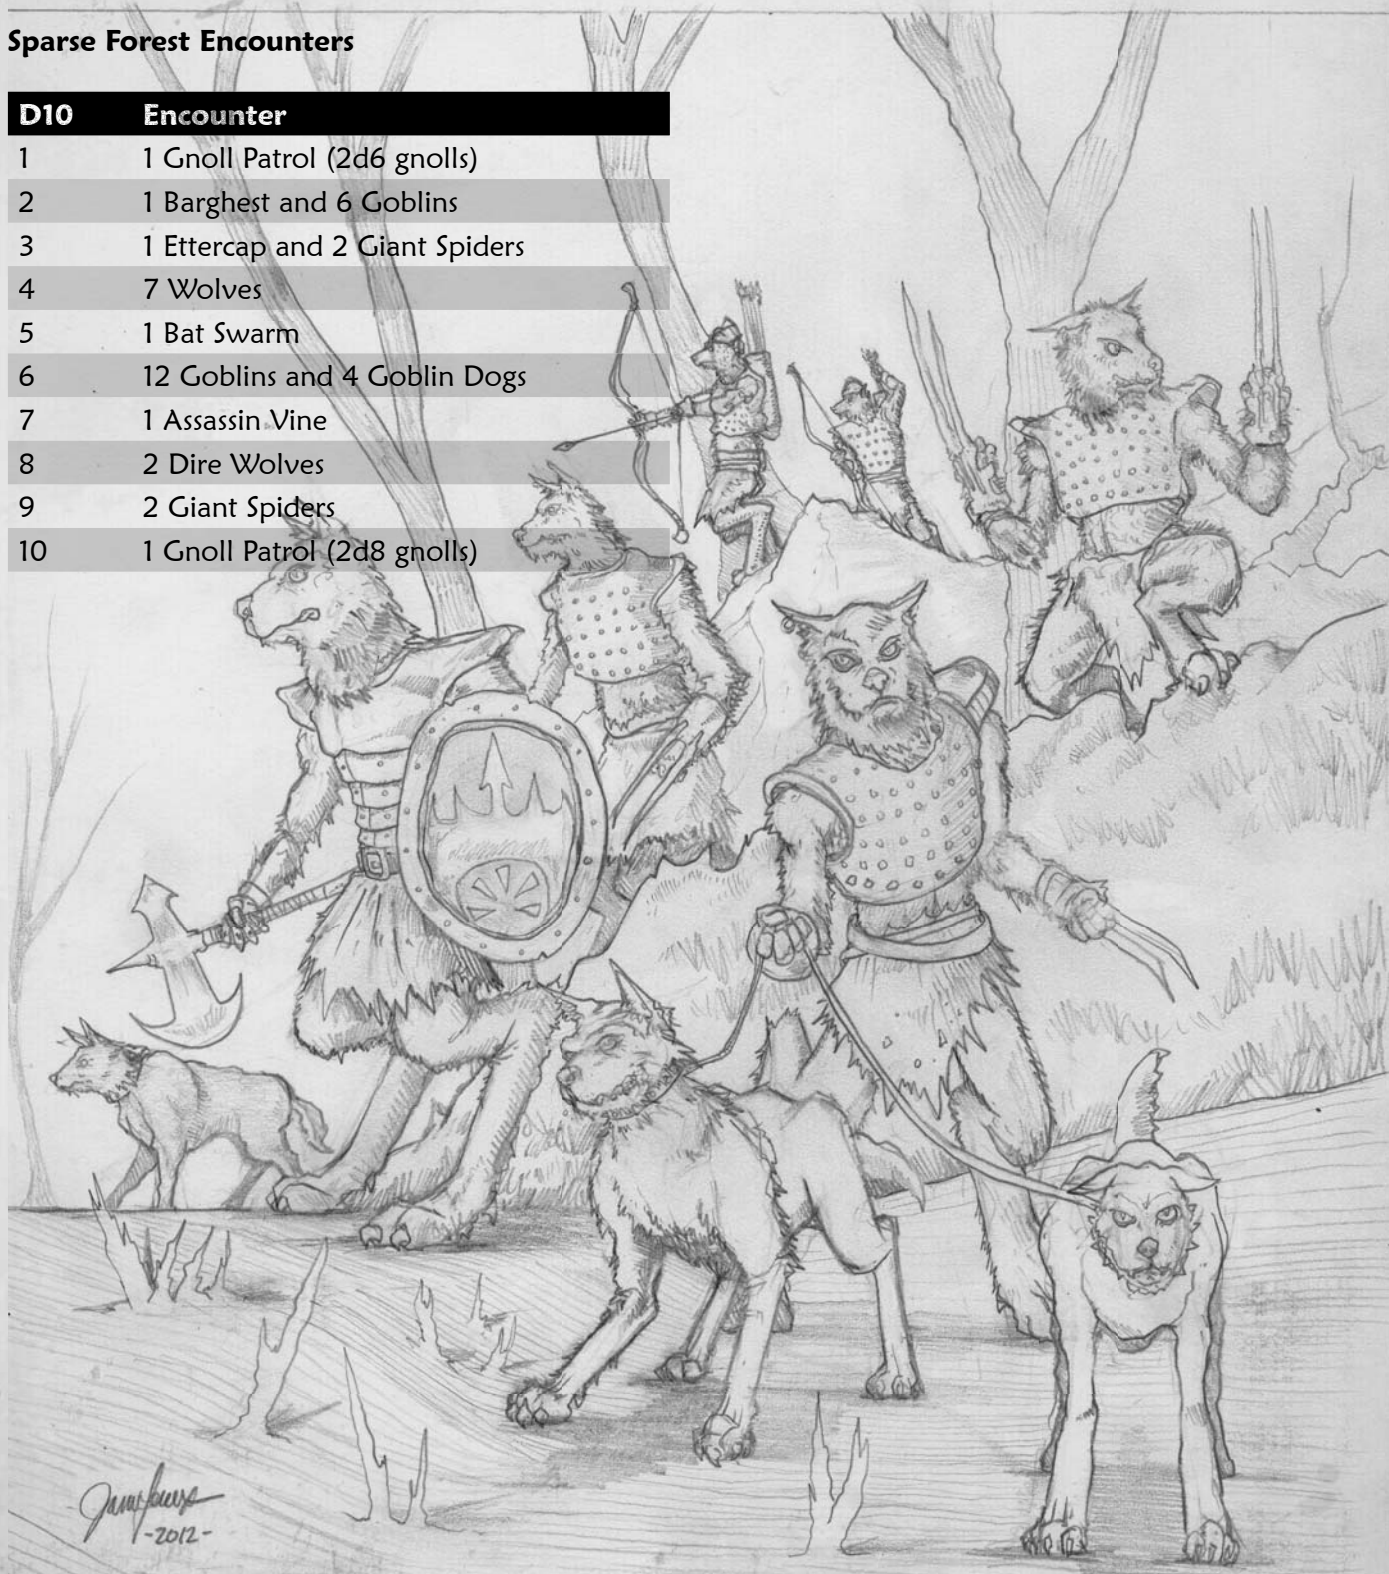 Sparse Forest Encounters
D10 Encounter
1 1 Gnoll Patrol (2d6 gnolls)
2 1 Barghest and 6 Goblins
3 1 Ettercap and 2 Giant Spiders
4 7 Wolves
5 1 Bat Swarm
6 12 Goblins and 4 Goblin Dogs
7 1 Assassin Vine
8 2 Dire Wolves
9 2 Giant Spiders
10 1 Gnoll Patrol (2d8 gnolls)
-2012-